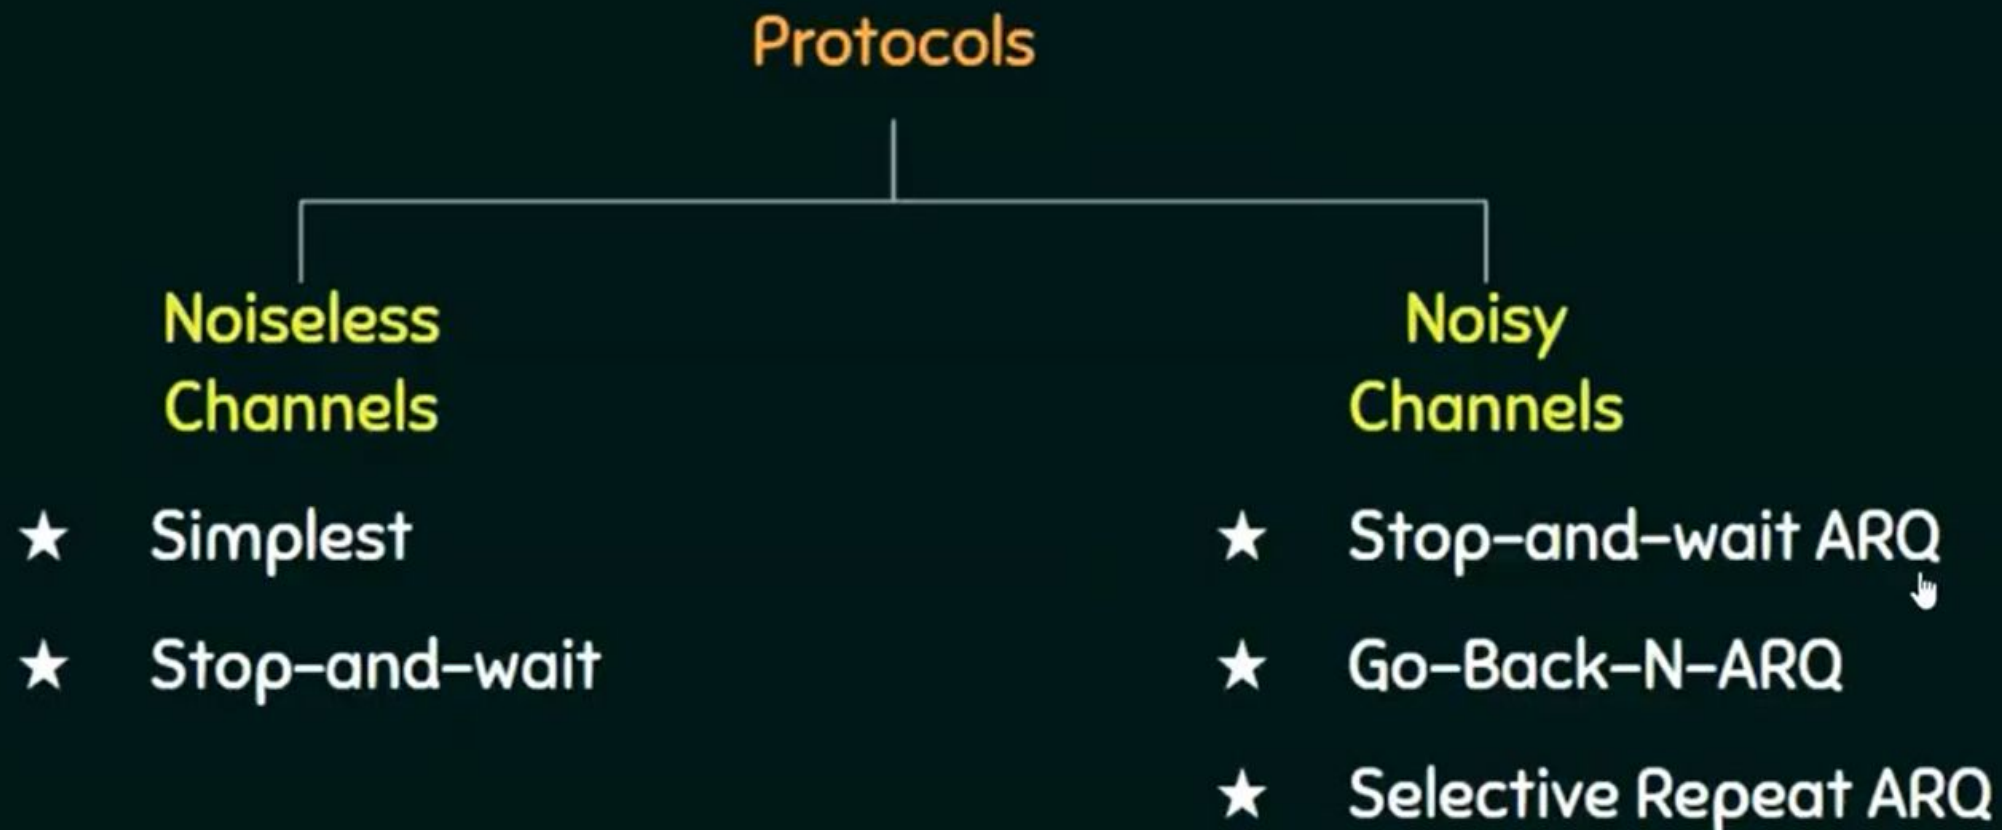 Protocols
Noiseless
Channels
★ Simplest
★ Stop-and-wait
Noisy
Channels
★ Stop-and-wait ARQ
★ Go-Back-N-ARQ
★ Selective Repeat ARQ